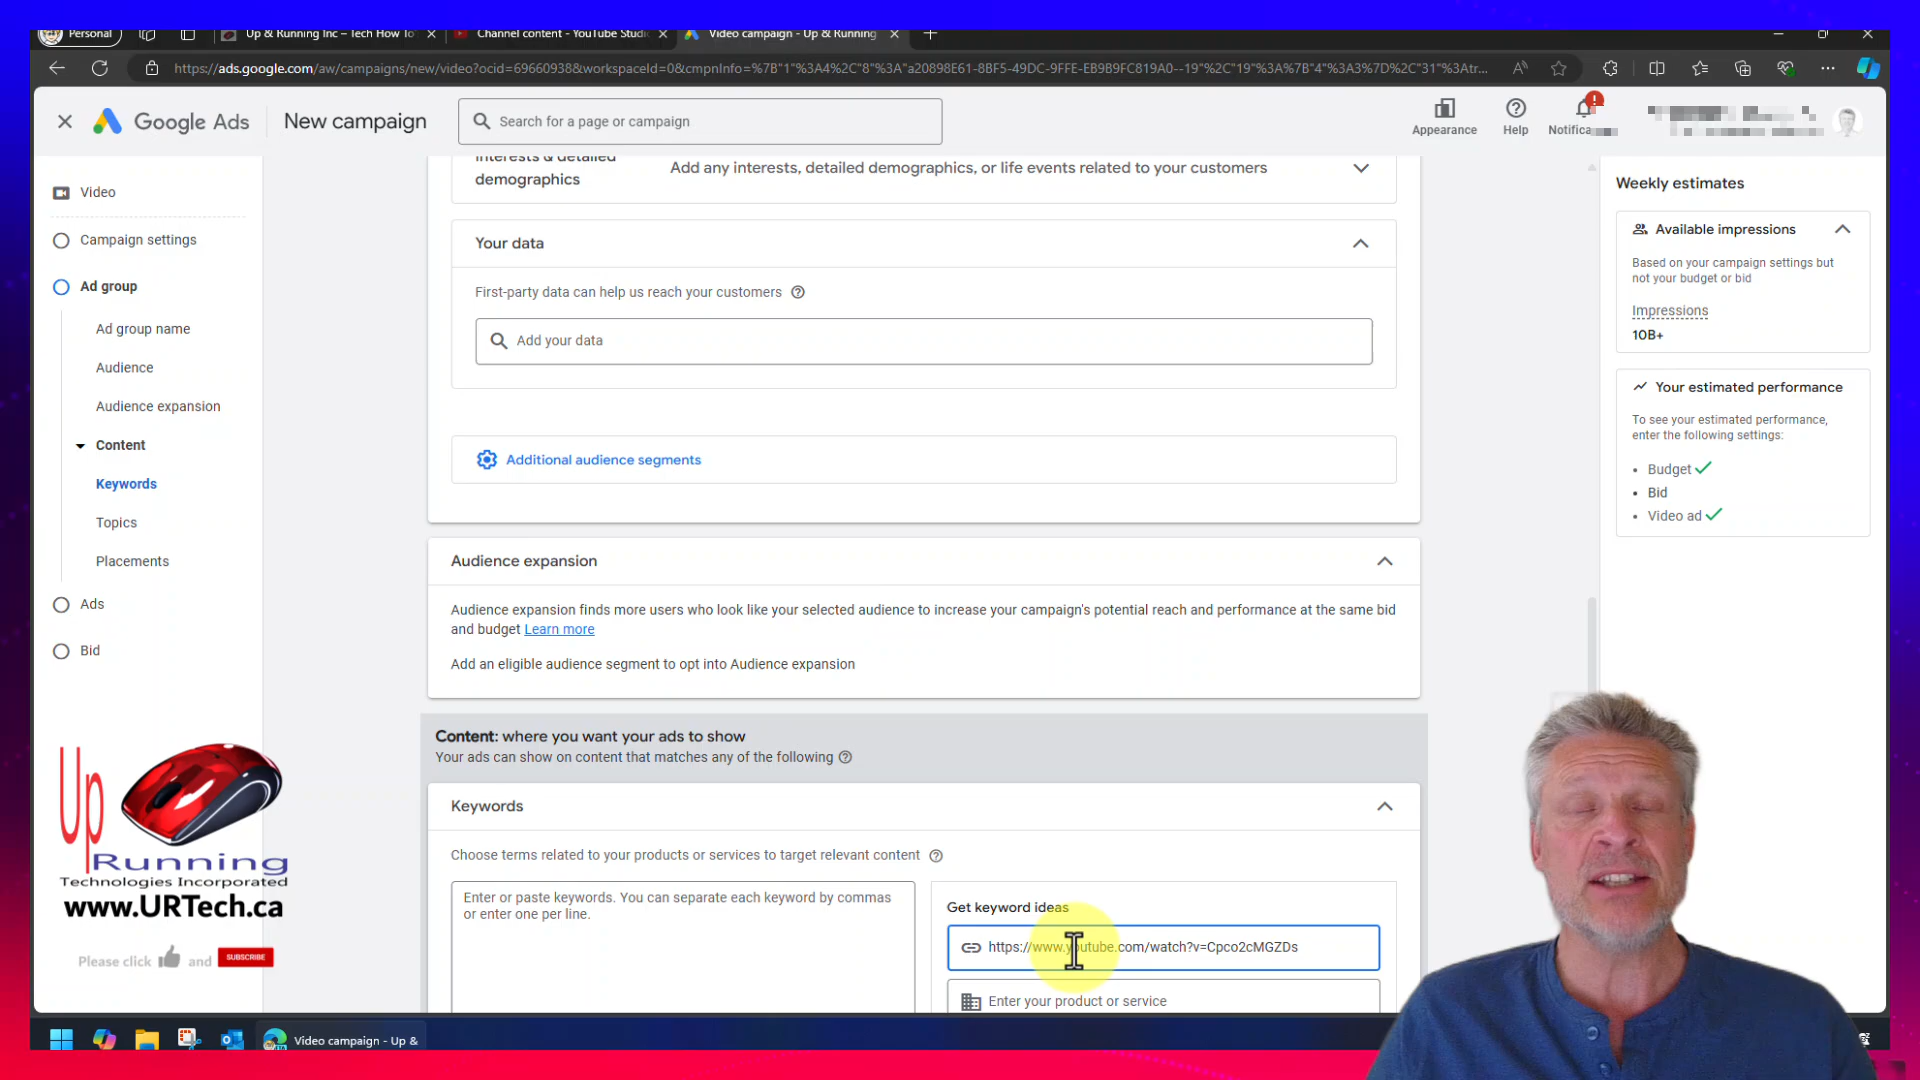 Personal
Up & Running Inc – Tech How To
Channel content - YouTube Studi
Video campaign - Up & Running
https://ads.google.com/aw/campaigns/new/video?ocid=69660938&workspaceId=0&cmpnInfo=%7B"1"%3A4%2C"8"%3A"a20898E61-8BF5-49DC-9FFE-EB9B9FC819A0--19"%2C"19"%3A%7B"4"%3A3%7D%2C"31"%3Atr...
Google Ads
New campaign
Search for a page or campaign
Appearance
Help
Notifica
Video
Campaign settings
Ad group
Ad group name
Audience
Audience expansion
Content
Keywords
Topics
Placements
Ads
Bid
Interests & detailed
demographics
Add any interests, detailed demographics, or life events related to your customers
Your data
First-party data can help us reach your customers
Add your data
Additional audience segments
Audience expansion
Audience expansion finds more users who look like your selected audience to increase your campaign's potential reach and performance at the same bid
and budget Learn more
Add an eligible audience segment to opt into Audience expansion
Content: where you want your ads to show
Your ads can show on content that matches any of the following
Keywords
Choose terms related to your products or services to target relevant content
Enter or paste keywords. You can separate each keyword by commas
or enter one per line.
Get keyword ideas
https://www.youtube.com/watch?v=Cpco2cMGZDs
Enter your product or service
Weekly estimates
Available impressions
Based on your campaign settings but
not your budget or bid
Impressions
10B+
Your estimated performance
To see your estimated performance,
enter the following settings:
Budget
Bid
Video ad
Up
Running
Technologies Incorporated
www.URTech.ca
Please click and SUBSCRIBE
Video campaign - Up &